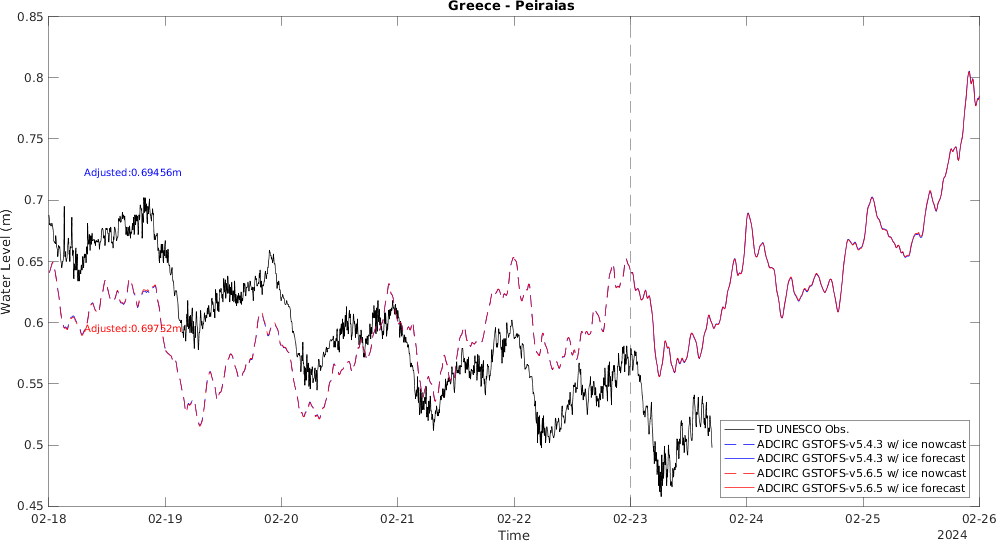 Greece - Peiraias
0.85
0.8
0.75
0.7
0.65
0.6
0.55
0.5
0.45
Water Level (m)
Adjusted:0.69456m
Adjusted:0.69752m
TD UNESCO Obs.
ADCIRC GSTOFS-v5.4.3 w/ ice nowcast
ADCIRC GSTOFS-v5.4.3 w/ ice forecast
ADCIRC GSTOFS-v5.6.5 w/ ice nowcast
ADCIRC GSTOFS-v5.6.5 w/ ice forecast
02-18 02-19 02-20 02-21 02-22 02-23 02-24 02-25 02-26
Time
2024